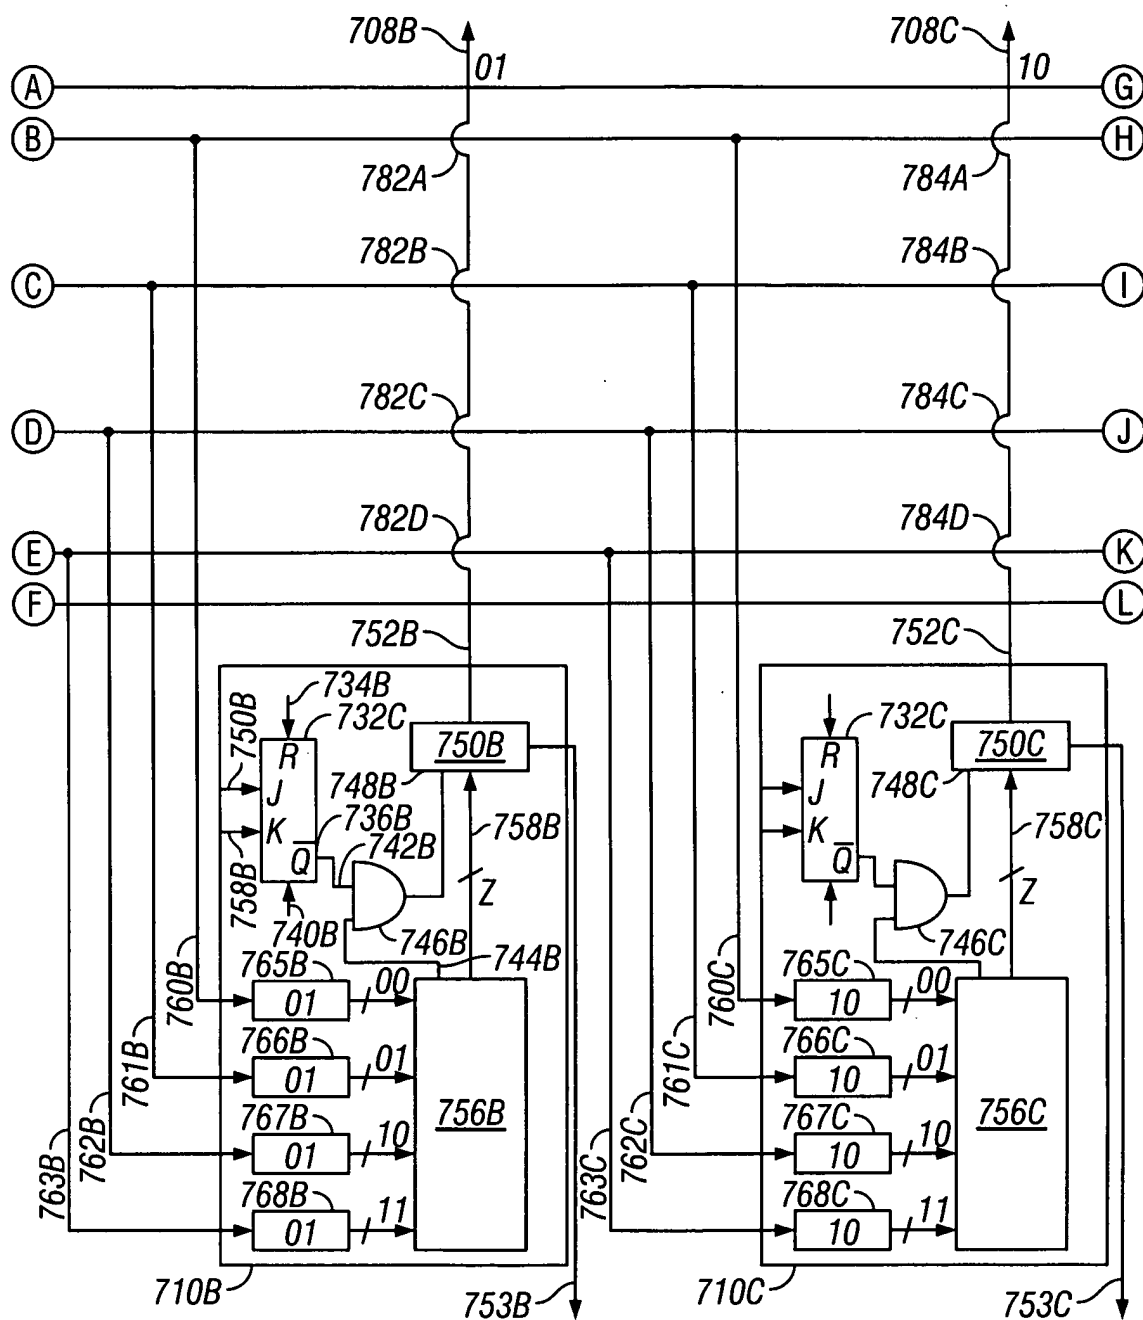 708B 708C
01 10
A G
B H
782A 784A
782B 784B
C I
782C 784C
D J
782D 784D
E K
F L
752B 752C
734B
750B 732C 732C
R 750B R 750C
J 748B J 748C
K 736B K
758B 742B 758B 758C
Q̅ Z Q̅ Z
740B 746B 744B 746C
760B 765B 00 760C 765C 00
01 10
761B 766B 01 761C 766C 01
01 10
756B 756C
762B 767B 10 762C 767C 10
01 10
763B 768B 11 763C 768C 11
01 10
710B 753B 710C 753C